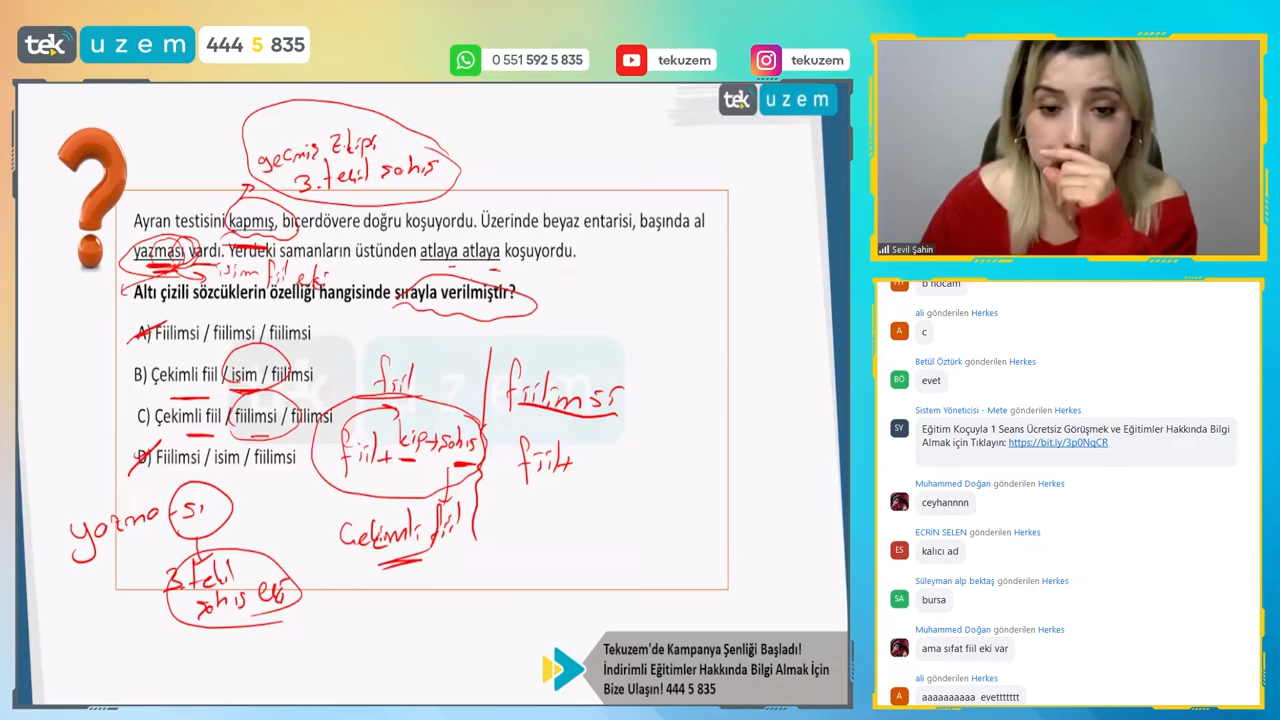 tek uzem 444 5 835
0 551 592 5 835
tekuzem
tekuzem
tek uzem
geçmiş z.kipi
3. tekil şahıs
Ayran testisini kapmış, biçerdövere doğru koşuyordu. Üzerinde beyaz entarisi, başında al
yazması vardı. Yerdeki samanların üstünden atlaya atlaya koşuyordu.
isim fiil eki
Altı çizili sözcüklerin özelliği hangisinde sırayla verilmiştir?
A) Fiilimsi / fiilimsi / fiilimsi
B) Çekimli fiil / isim / fiilimsi
C) Çekimli fiil / fiilimsi / fiilimsi
D) Fiilimsi / isim / fiilimsi
fiil
fiil+ kip+şahıs
Çekimli fiil
fiilimsi
fiil+
yazma-sı
3. tekil
şahıs eki
Tekuzem'de Kampanya Şenliği Başladı!
İndirimli Eğitimler Hakkında Bilgi Almak İçin
Bize Ulaşın! 444 5 835
Sevil Şahin
b hocam
ali gönderilen Herkes
A
c
Betül Öztürk gönderilen Herkes
BÖ
evet
Sistem Yöneticisi - Mete gönderilen Herkes
SY
Eğitim Koçuyla 1 Seans Ücretsiz Görüşmek ve Eğitimler Hakkında Bilgi
Almak için Tıklayın: https://bit.ly/3p0NqCR
Muhammed Doğan gönderilen Herkes
ceyhannnn
ECRİN SELEN gönderilen Herkes
ES
kalıcı ad
Süleyman alp bektaş gönderilen Herkes
SA
bursa
Muhammed Doğan gönderilen Herkes
ama sıfat fiil eki var
ali gönderilen Herkes
A
aaaaaaaaaa evettttttt